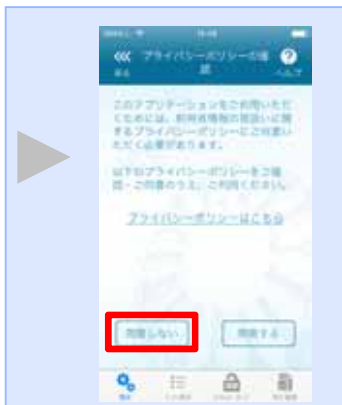 プライバシーポリシーの確
認
戻る
ヘルプ
このアプリケーションをご利用いただ
くためには、利用者情報の取扱いに関
するプライバシーポリシーにご同意い
ただく必要があります。
以下のプライバシーポリシーをご確
認・ご同意のうえ、ご利用ください。
プライバシーポリシーはこちら
同意しない
同意する